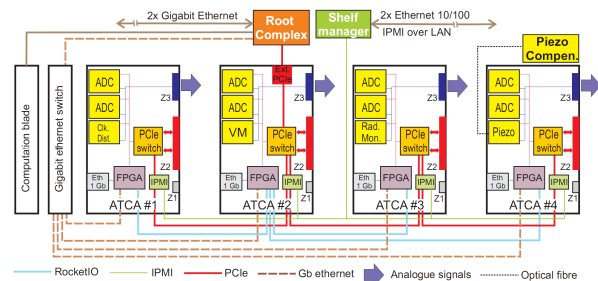 2x Gigabit Ethernet
Root
Complex
Shelf
manager
2x Ethernet 10/100
IPMI over LAN
Piezo
Compen.
Computarion blade
Gigabit ethernet switch
ADC
ADC
Clk.
Dist.
Z3
PCIe
switch
Z2
Eth
1 Gb
FPGA
IPMI
Z1
ATCA #1
Ext.
PCIe
ADC
ADC
VM
Z3
PCIe
switch
Z2
Eth
1 Gb
FPGA
IPMI
Z1
ATCA #2
ADC
ADC
Rad.
Mon.
Z3
PCIe
switch
Z2
Eth
1 Gb
FPGA
IPMI
Z1
ATCA #3
ADC
ADC
Piezo
Z3
PCIe
switch
Z2
Eth
1 Gb
FPGA
IPMI
Z1
ATCA #4
RocketIO
IPMI
PCIe
Gb ethernet
Analogue signals
Optical fibre